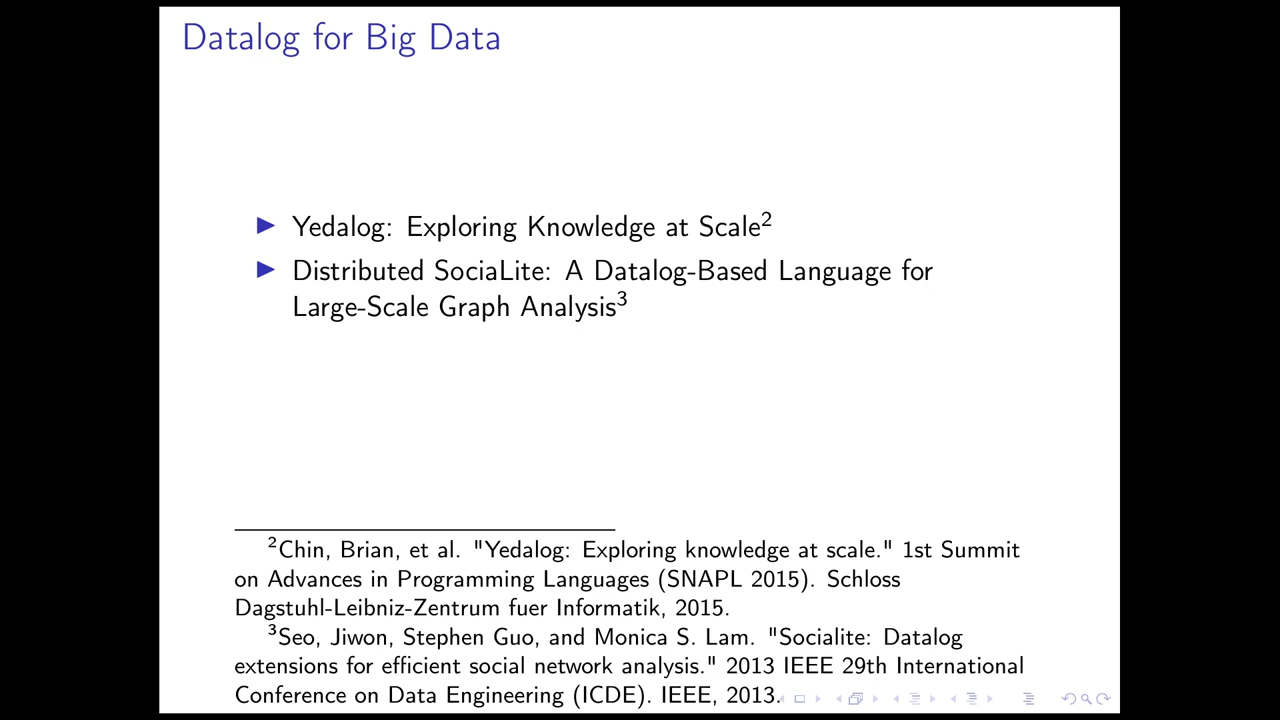 Datalog for Big Data
▶ Yedalog: Exploring Knowledge at Scale²
▶ Distributed SociaLite: A Datalog-Based Language for
Large-Scale Graph Analysis³
²Chin, Brian, et al. "Yedalog: Exploring knowledge at scale." 1st Summit
on Advances in Programming Languages (SNAPL 2015). Schloss
Dagstuhl-Leibniz-Zentrum fuer Informatik, 2015.
³Seo, Jiwon, Stephen Guo, and Monica S. Lam. "Socialite: Datalog
extensions for efficient social network analysis." 2013 IEEE 29th International
Conference on Data Engineering (ICDE). IEEE, 2013.